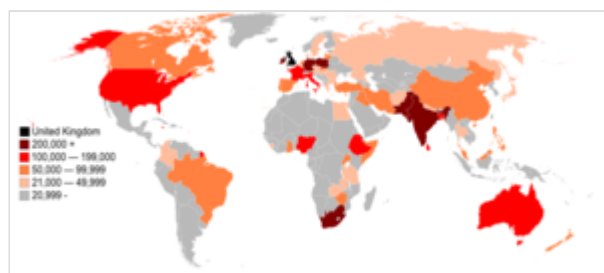 United Kingdom
200,000 +
100,000 — 199,000
50,000 — 99,999
21,000 — 49,999
20,999 -